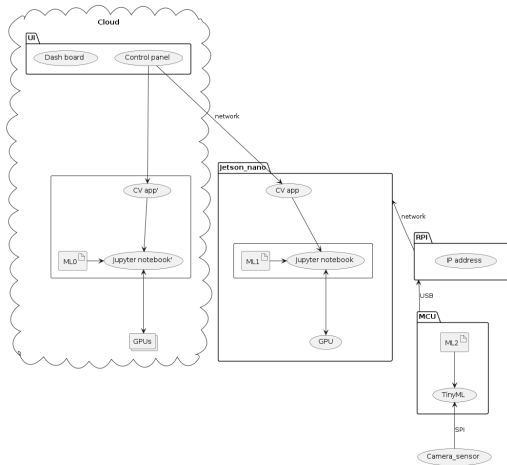 Cloud
UI
Dash board
Control panel
network
Jetson_nano
CV app'
CV app
network
RPI
ML0
Jupyter notebook'
ML1
Jupyter notebook
IP address
USB
MCU
GPUs
GPU
ML2
TinyML
SPI
Camera_sensor